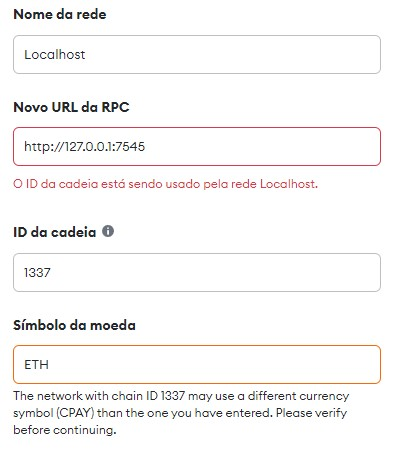 Nome da rede
Localhost
Novo URL da RPC
http://127.0.0.1:7545
O ID da cadeia está sendo usado pela rede Localhost.
ID da cadeia
1337
Símbolo da moeda
ETH
The network with chain ID 1337 may use a different currency
symbol (CPAY) than the one you have entered. Please verify
before continuing.